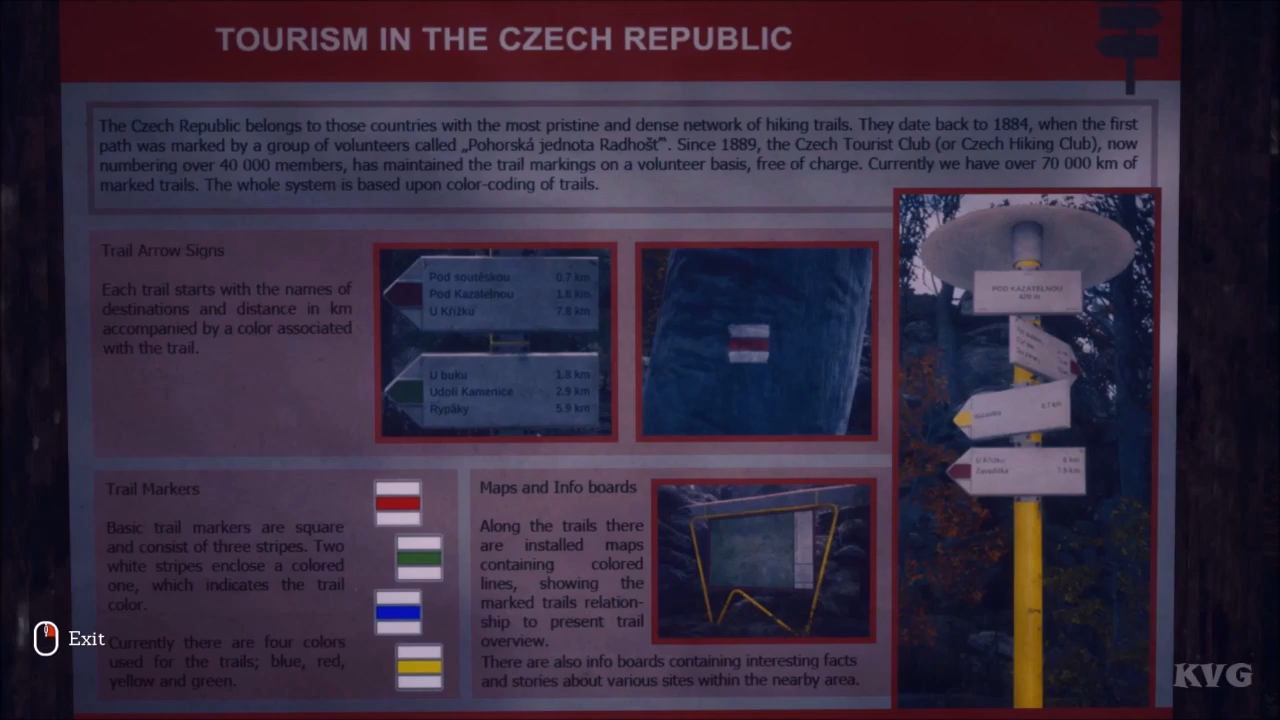 TOURISM IN THE CZECH REPUBLIC
The Czech Republic belongs to those countries with the most pristine and dense network of hiking trails. They date back to 1884, when the first
path was marked by a group of volunteers called „Pohorská jednota Radhošť". Since 1889, the Czech Tourist Club (or Czech Hiking Club), now
numbering over 40 000 members, has maintained the trail markings on a volunteer basis, free of charge. Currently we have over 70 000 km of
marked trails. The whole system is based upon color-coding of trails.
Trail Arrow Signs
Each trail starts with the names of
destinations and distance in km
accompanied by a color associated
with the trail.
Pod soutěskou 0.7 km
Pod Kazatelnou 1.8 km
U Křížku 7.8 km
U buku 1.8 km
Údolí Kamenice 2.9 km
Rypáky 5.9 km
POD KAZATELNOU
U Křížku 6 km
Trail Markers
Basic trail markers are square
and consist of three stripes. Two
white stripes enclose a colored
one, which indicates the trail
color.
Currently there are four colors
used for the trails; blue, red,
yellow and green.
Maps and Info boards
Along the trails there
are installed maps
containing colored
lines, showing the
marked trails relation-
ship to present trail
overview.
There are also info boards containing interesting facts
and stories about various sites within the nearby area.
Exit
KVG